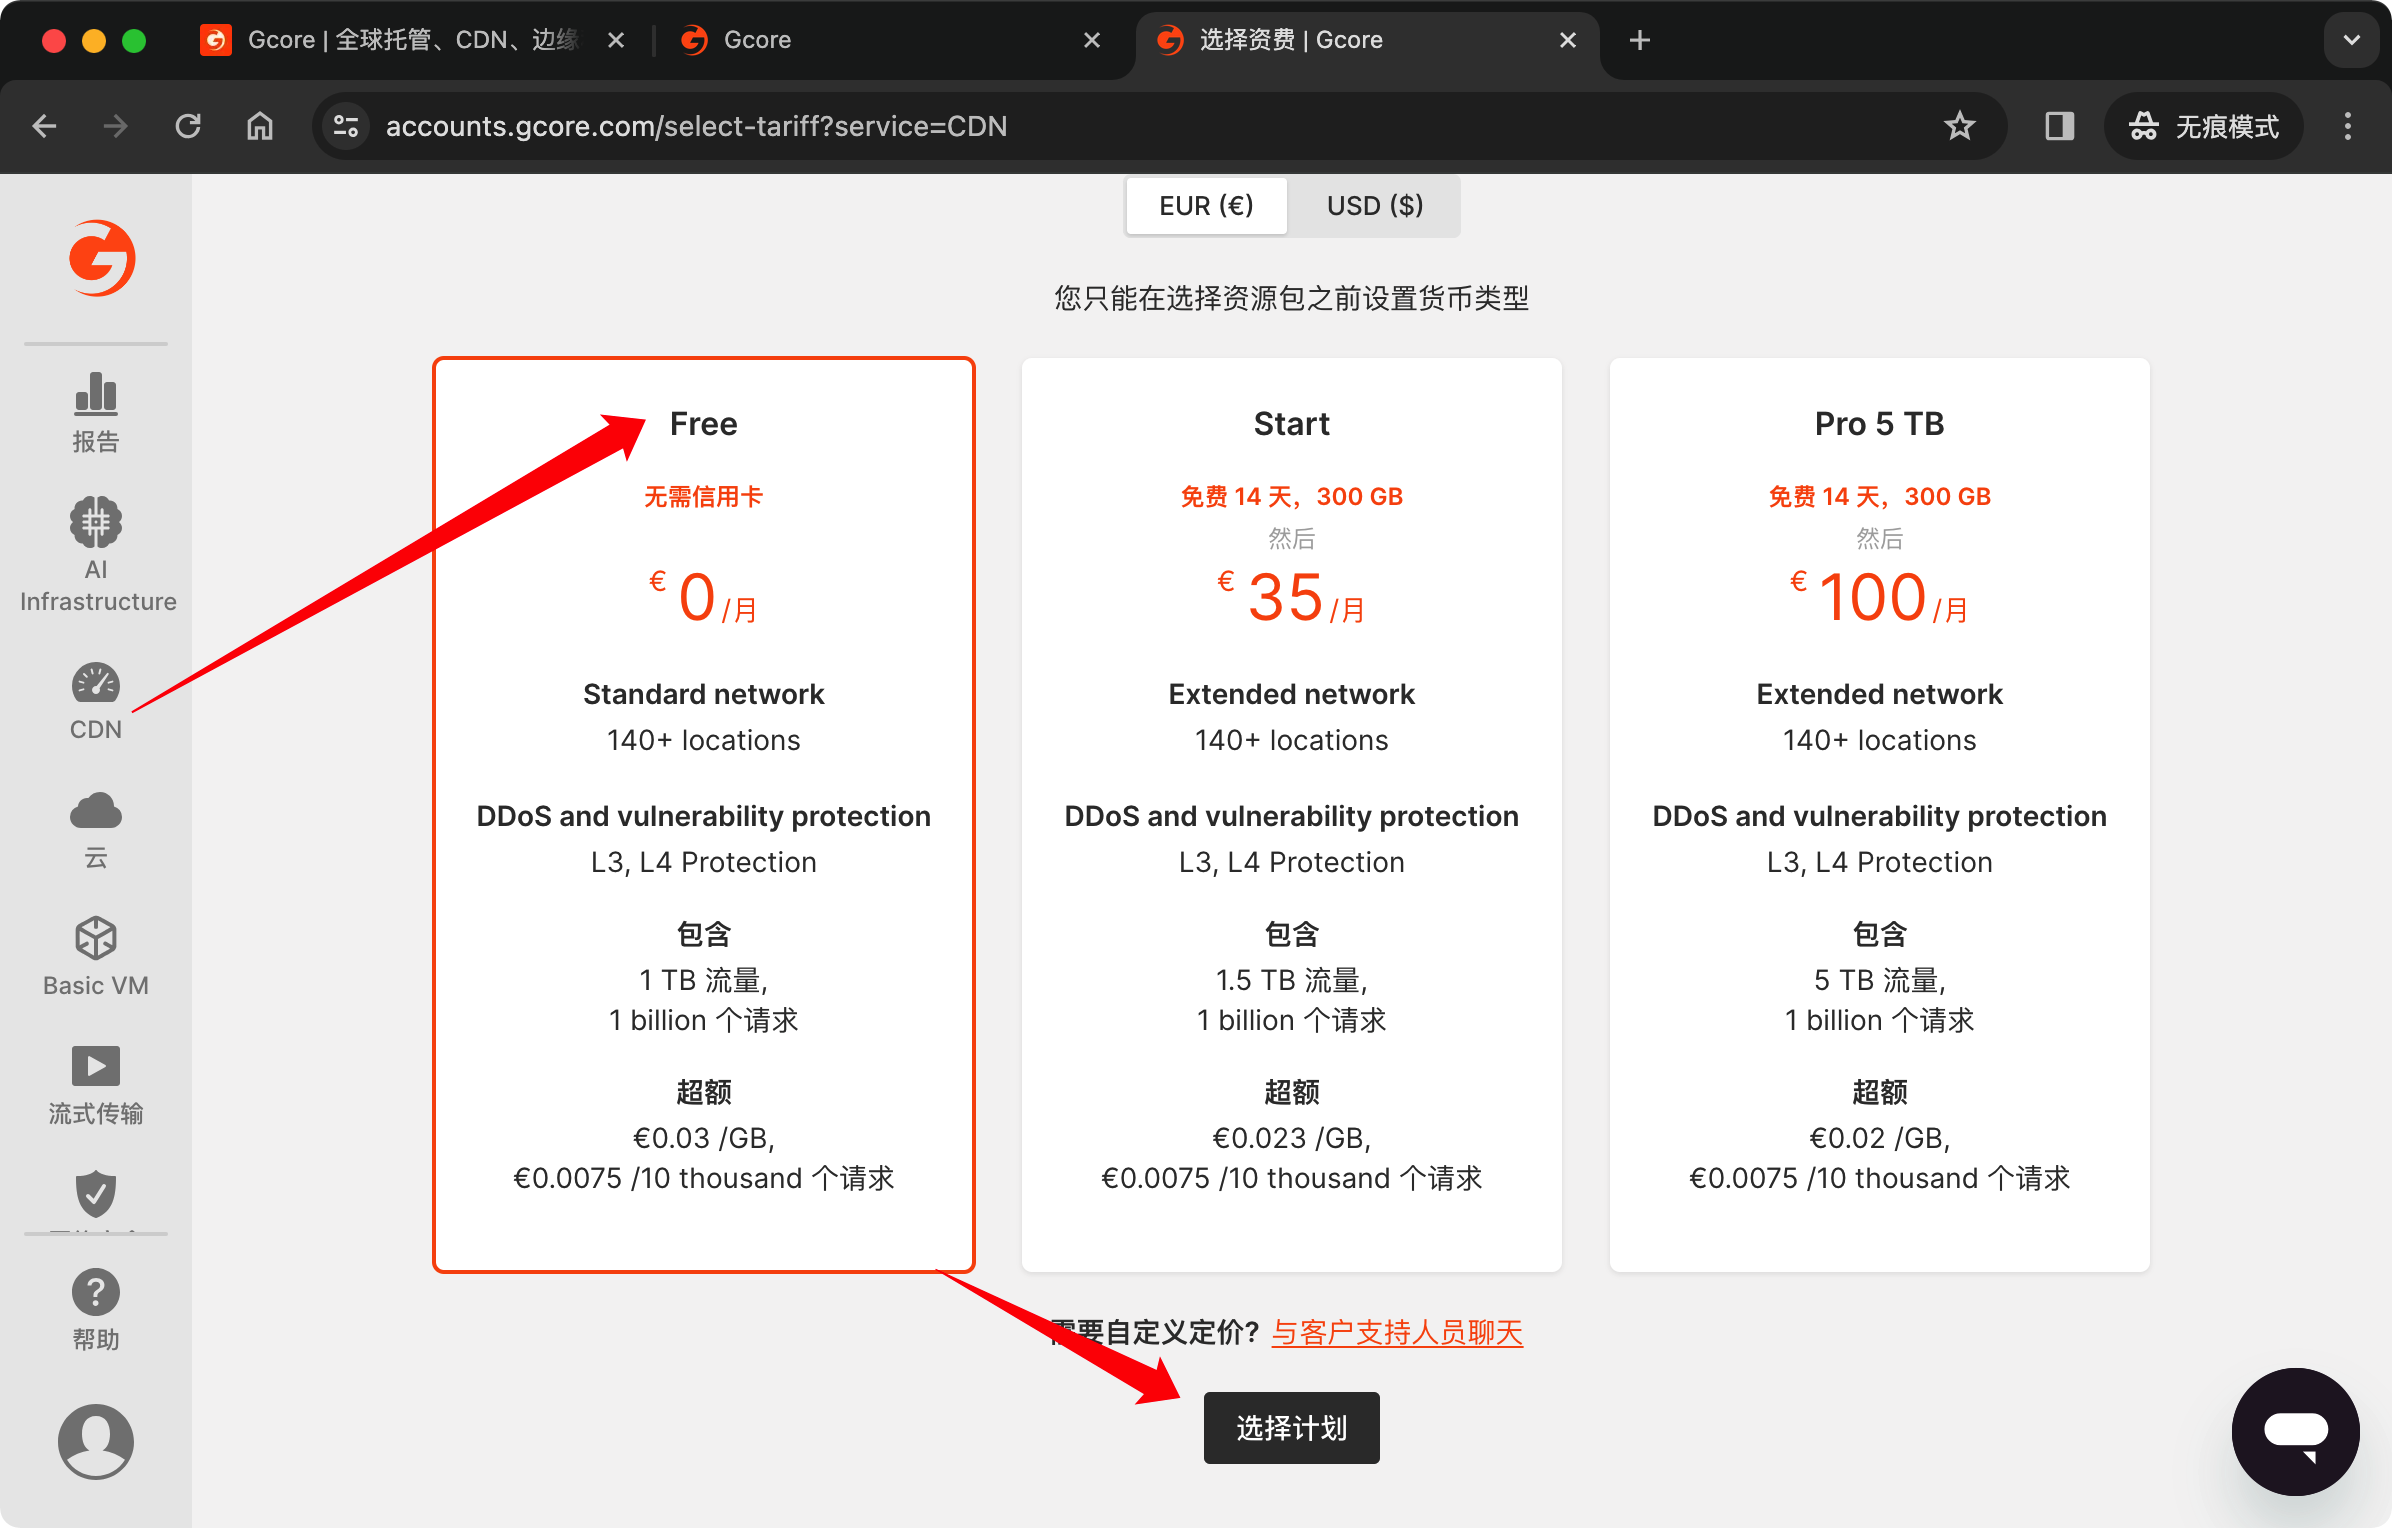 Gcore | 全球托管、CDN、边缘
Gcore
选择资费 | Gcore
accounts.gcore.com/select-tariff?service=CDN
无痕模式
EUR (€)
USD ($)
您只能在选择资源包之前设置货币类型
报告
AI
Infrastructure
CDN
云
Basic VM
流式传输
帮助
Free
无需信用卡
€ 0 /月
Standard network
140+ locations
DDoS and vulnerability protection
L3, L4 Protection
包含
1 TB 流量,
1 billion 个请求
超额
€0.03 /GB,
€0.0075 /10 thousand 个请求
Start
免费 14 天，300 GB
然后
€ 35 /月
Extended network
140+ locations
DDoS and vulnerability protection
L3, L4 Protection
包含
1.5 TB 流量,
1 billion 个请求
超额
€0.023 /GB,
€0.0075 /10 thousand 个请求
Pro 5 TB
免费 14 天，300 GB
然后
€ 100 /月
Extended network
140+ locations
DDoS and vulnerability protection
L3, L4 Protection
包含
5 TB 流量,
1 billion 个请求
超额
€0.02 /GB,
€0.0075 /10 thousand 个请求
需要自定义定价? 与客户支持人员聊天
选择计划